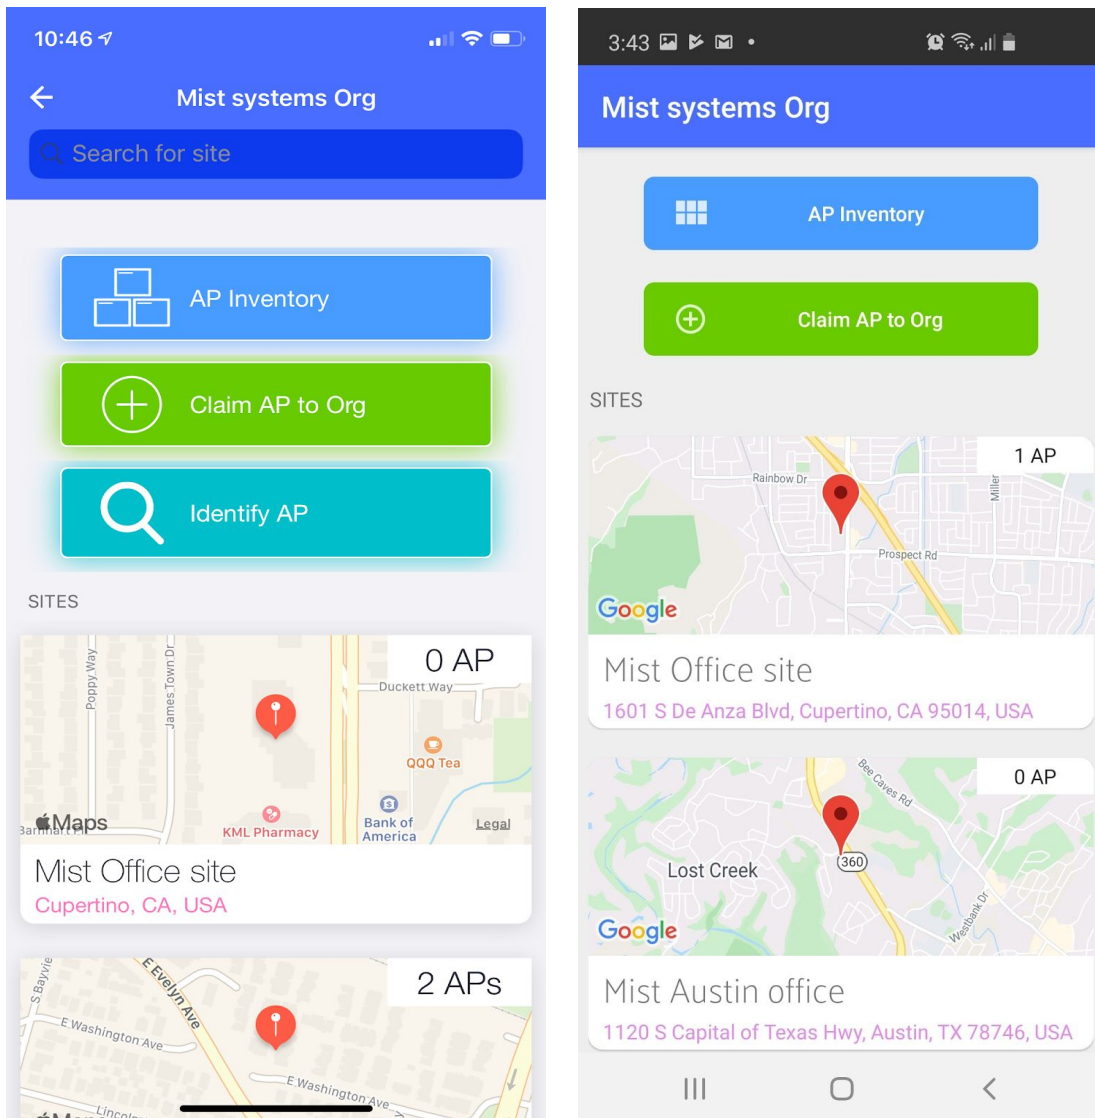 10:46
Mist systems Org
Search for site
AP Inventory
Claim AP to Org
Identify AP
SITES
0 AP
Poppy Way
James Town Dr
Duckett Way
QQQ Tea
KML Pharmacy
Bank of
America
Maps
Legal
Mist Office site
Cupertino, CA, USA
2 APs
S Bayvie
E Evelyn Ave
E Washington Ave
E Washington Ave
Lincoln
3:43
Mist systems Org
AP Inventory
Claim AP to Org
SITES
1 AP
Rainbow Dr
Miller
Prospect Rd
Google
Mist Office site
1601 S De Anza Blvd, Cupertino, CA 95014, USA
0 AP
Bee Caves Rd
360
Lost Creek
Westbank Dr
Google
Mist Austin office
1120 S Capital of Texas Hwy, Austin, TX 78746, USA